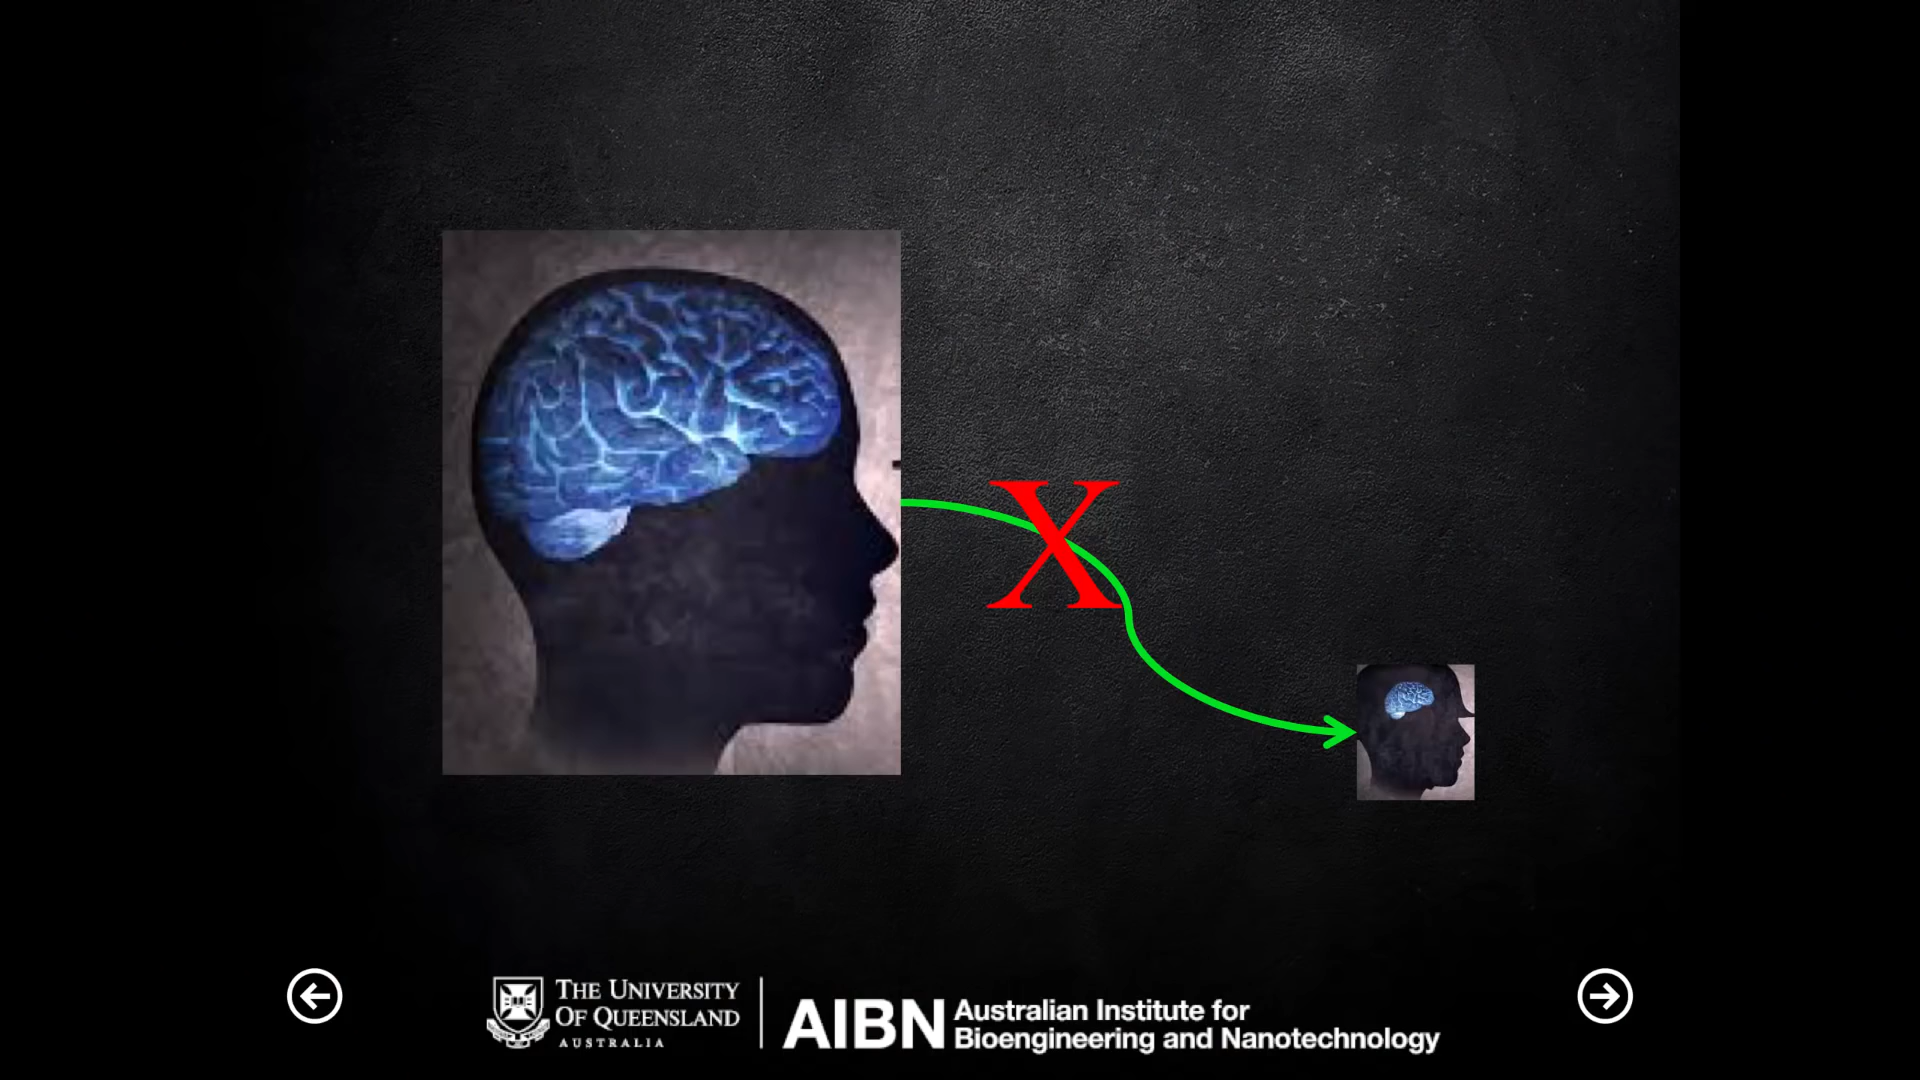 X
THE UNIVERSITY
OF QUEENSLAND
AUSTRALIA
AIBN
Australian Institute for
Bioengineering and Nanotechnology